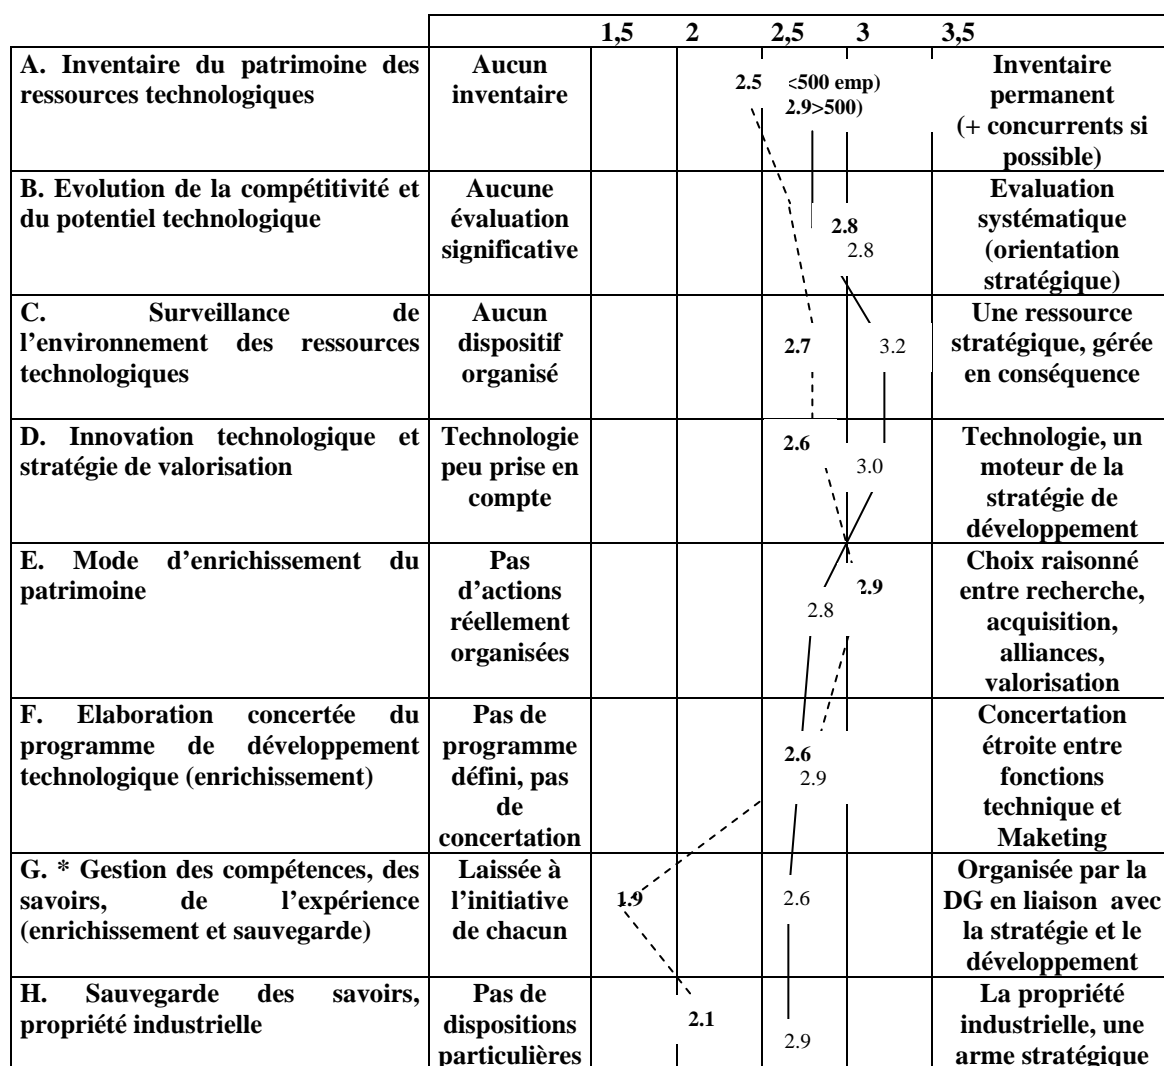 1,5 2 2,5 3 3,5
A. Inventaire du patrimoine des
ressources technologiques
Aucun
inventaire
2.5 <500 emp)
2.9>500)
Inventaire
permanent
(+ concurrents si
possible)
B. Evolution de la compétitivité et
du potentiel technologique
Aucune
évaluation
significative
2.8
2.8
Evaluation
systématique
(orientation
stratégique)
C. Surveillance de
l’environnement des ressources
technologiques
Aucun
dispositif
organisé
2.7 3.2
Une ressource
stratégique, gérée
en conséquence
D. Innovation technologique et
stratégie de valorisation
Technologie
peu prise en
compte
2.6
3.0
Technologie, un
moteur de la
stratégie de
développement
E. Mode d’enrichissement du
patrimoine
Pas
d’actions
réellement
organisées
2.9
2.8
Choix raisonné
entre recherche,
acquisition,
alliances,
valorisation
F. Elaboration concertée du
programme de développement
technologique (enrichissement)
Pas de
programme
défini, pas
de
concertation
2.6
2.9
Concertation
étroite entre
fonctions
technique et
Maketing
G. * Gestion des compétences, des
savoirs, de l’expérience
(enrichissement et sauvegarde)
Laissée à
l’initiative
de chacun
1.9 2.6
Organisée par la
DG en liaison avec
la stratégie et le
développement
H. Sauvegarde des savoirs,
propriété industrielle
Pas de
dispositions
particulières
2.1
2.9
La propriété
industrielle, une
arme stratégique